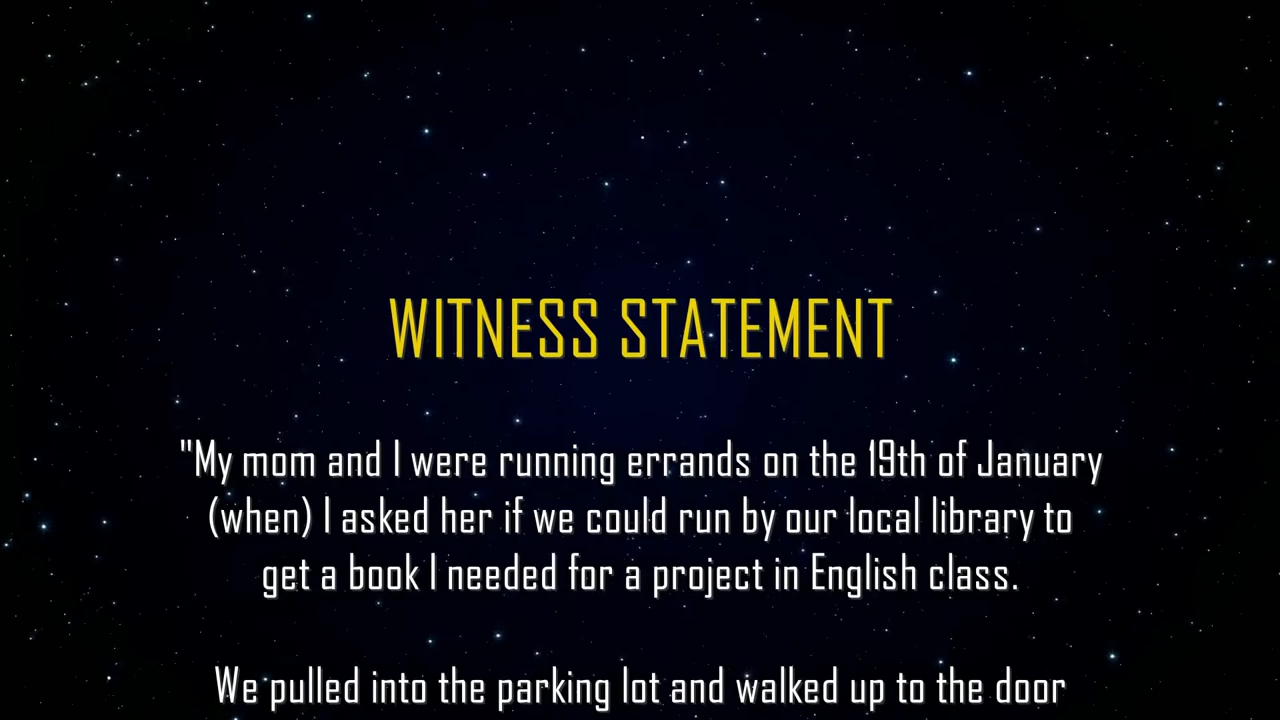 WITNESS STATEMENT
"My mom and I were running errands on the 19th of January
(when) I asked her if we could run by our local library to
get a book I needed for a project in English class.
We pulled into the parking lot and walked up to the door